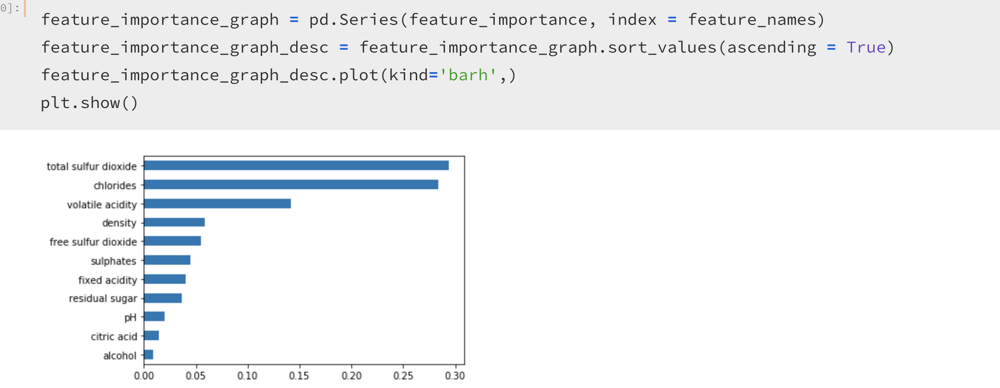 0]:
feature_importance_graph = pd.Series(feature_importance, index = feature_names)
feature_importance_graph_desc = feature_importance_graph.sort_values(ascending = True)
feature_importance_graph_desc.plot(kind='barh',)
plt.show()
total sulfur dioxide
chlorides
volatile acidity
density
free sulfur dioxide
sulphates
fixed acidity
residual sugar
pH
citric acid
alcohol
0.00 0.05 0.10 0.15 0.20 0.25 0.30